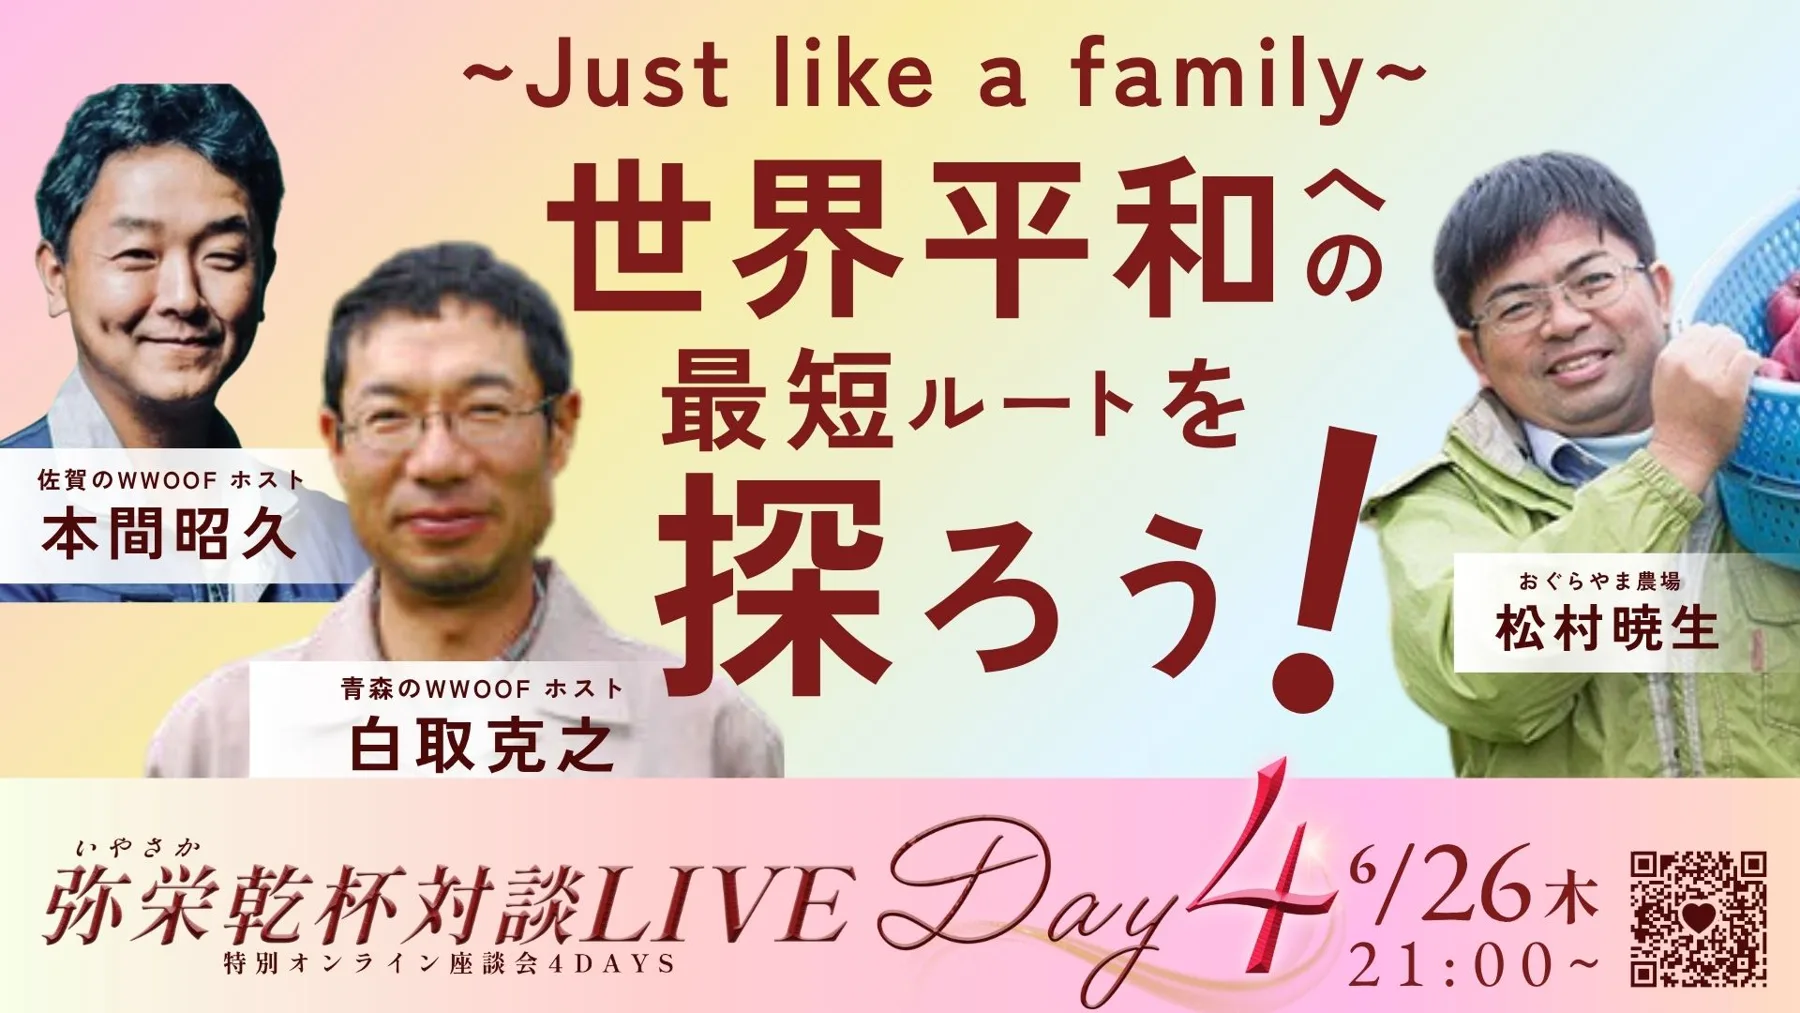 ~Just like a family~
世界平和への
最短ルートを
探ろう!
佐賀のWWOOF ホスト
本間昭久
青森のWWOOF ホスト
白取克之
おぐらやま農場
松村暁生
いやさか
弥栄乾杯対談LIVE Day 4
特別オンライン座談会4DAYS
6/26木
21:00~